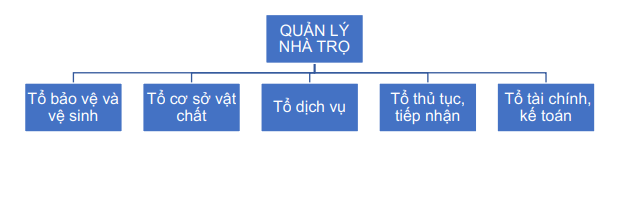 QUẢN LÝ
NHÀ TRỌ
Tổ bảo vệ và
vệ sinh
Tổ cơ sở vật
chất
Tổ dịch vụ
Tổ thủ tục,
tiếp nhận
Tổ tài chính,
kế toán